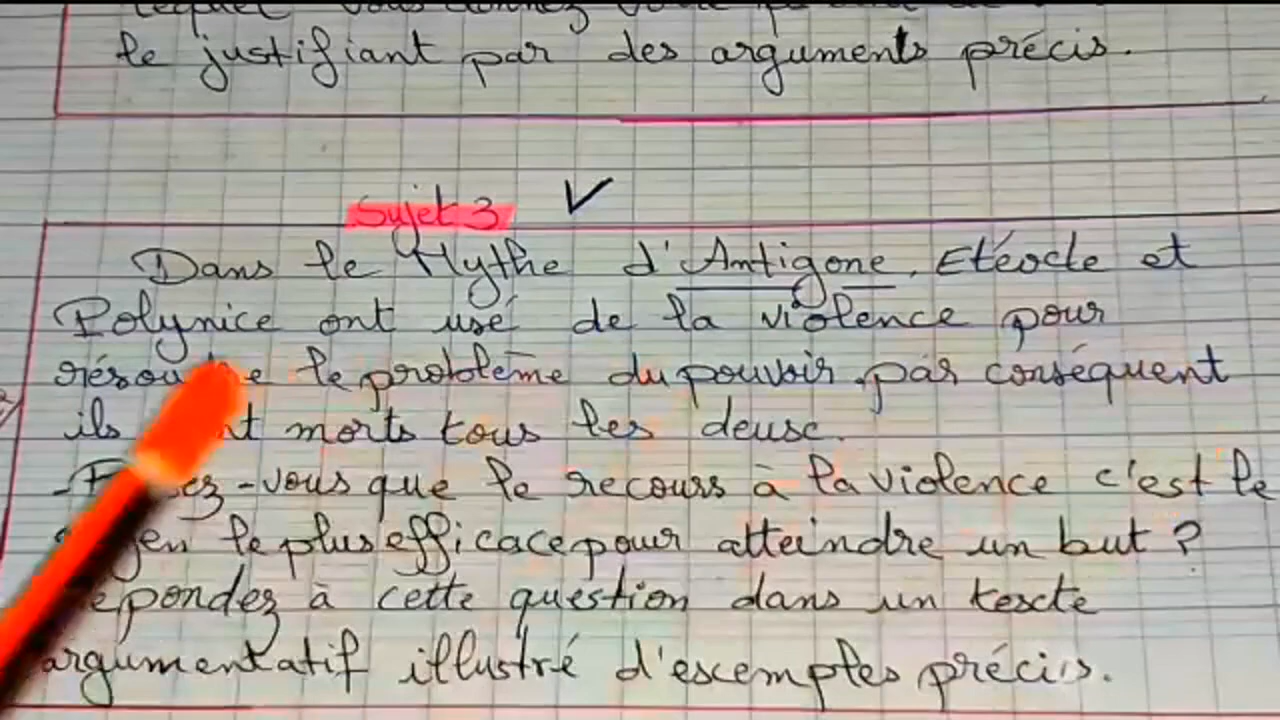 le justifiant par des arguments précis.
Sujet 3
Dans le Mythe d'Antigone, Etéocle et
Polynice ont usé de la violence pour
le problème du pouvoir, par conséquent
ils morts tous les deux.
-vous que le recours à la violence c'est le
le plus efficace pour atteindre un but ?
à cette question dans un texte
argumentatif illustré d'exemples précis.